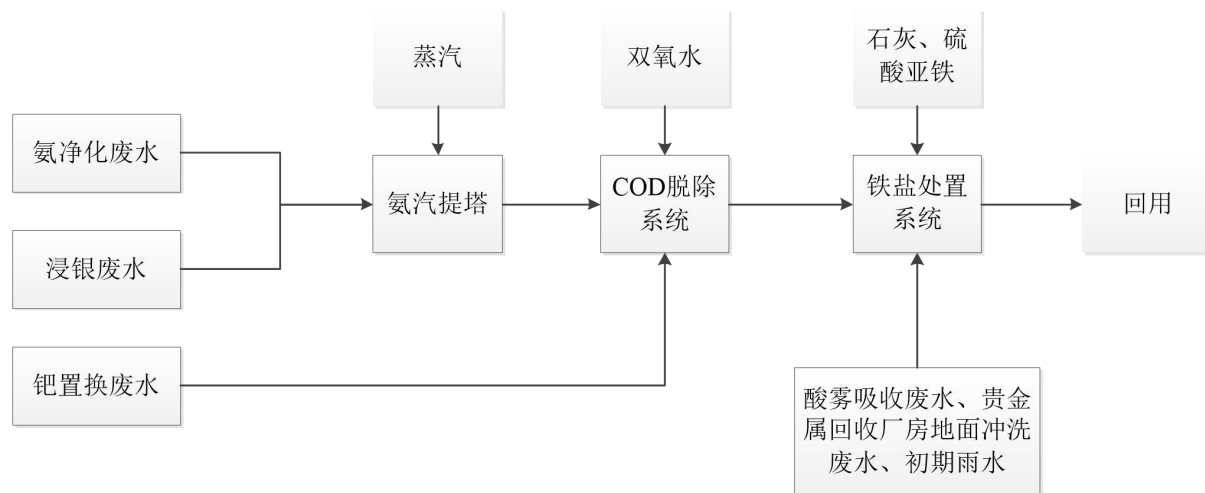 蒸汽
双氧水
石灰、硫
酸亚铁
氨净化废水
浸银废水
钯置换废水
氨汽提塔
COD脱除
系统
铁盐处置
系统
回用
酸雾吸收废水、贵金
属回收厂房地面冲洗
废水、初期雨水